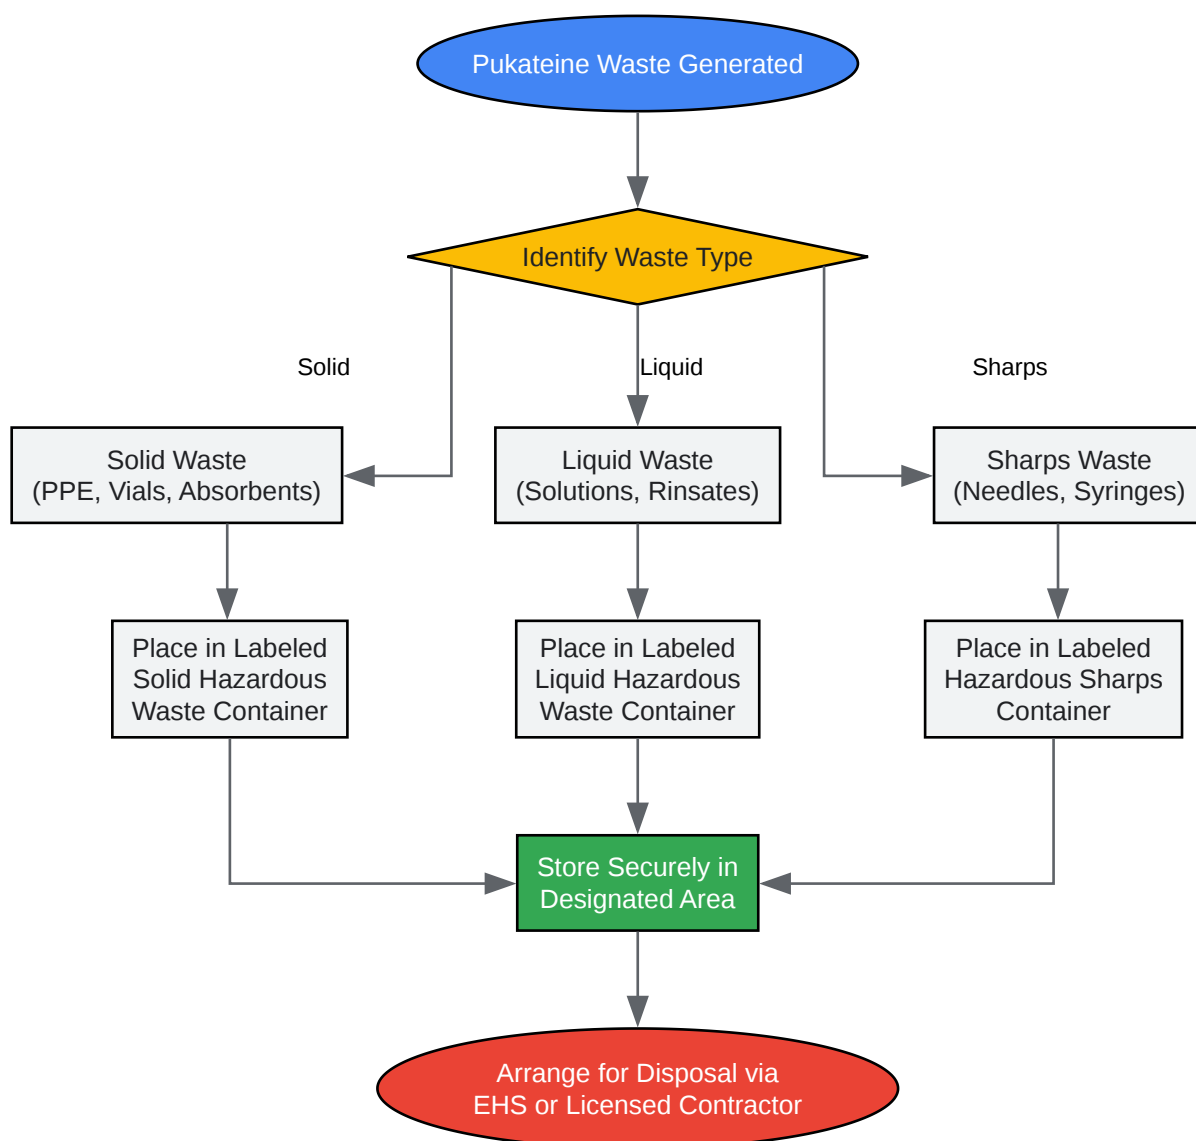 Pukateine Waste Generated
Identify Waste Type
Solid
Liquid
Sharps
Solid Waste
(PPE, Vials, Absorbents)
Liquid Waste
(Solutions, Rinsates)
Sharps Waste
(Needles, Syringes)
Place in Labeled
Solid Hazardous
Waste Container
Place in Labeled
Liquid Hazardous
Waste Container
Place in Labeled
Hazardous Sharps
Container
Store Securely in
Designated Area
Arrange for Disposal via
EHS or Licensed Contractor